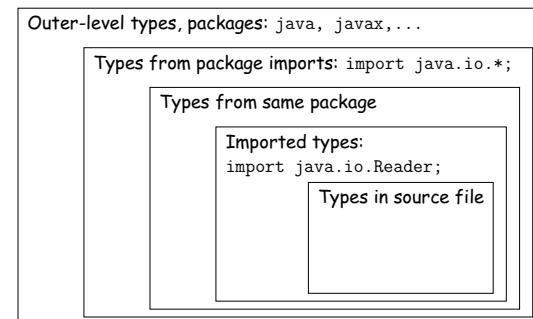 Outer-level types, packages: java, javax,...
Types from package imports: import java.io.*;
Types from same package
Imported types:
import java.io.Reader;
Types in source file